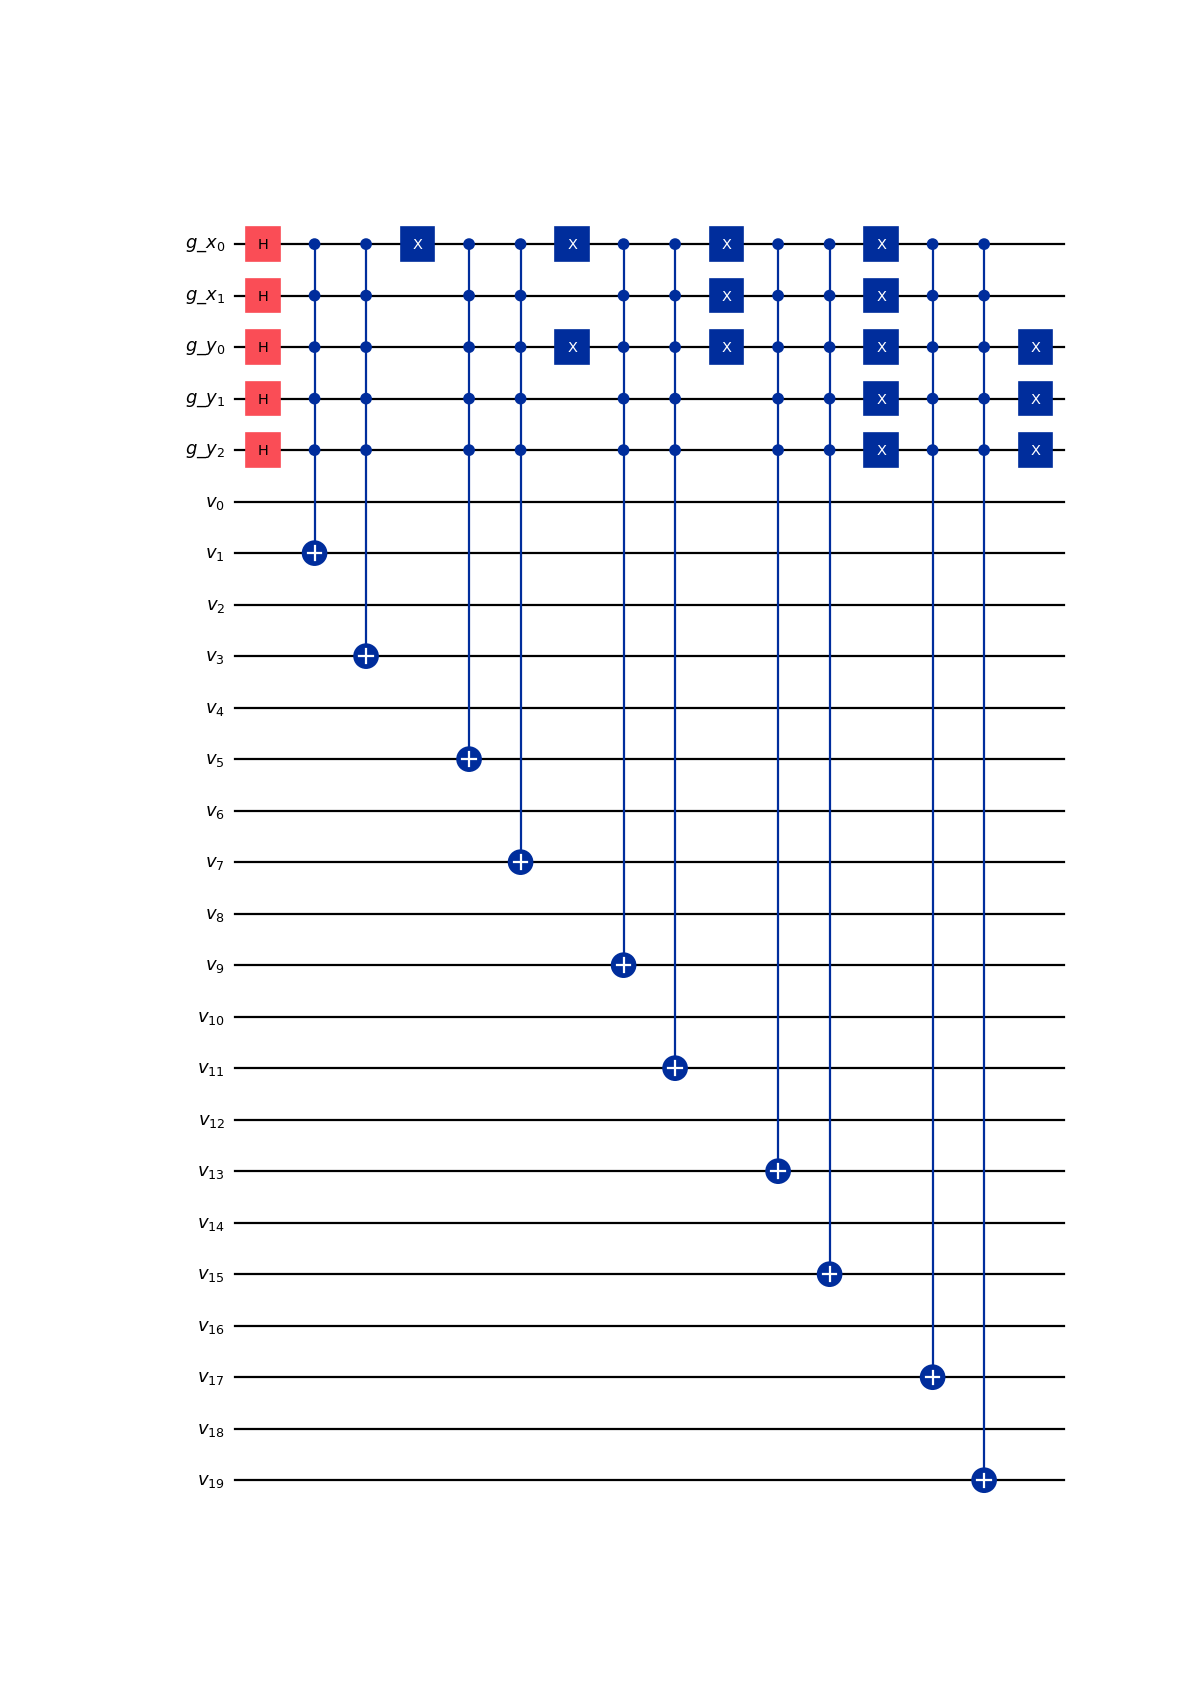 g_x0 H X X X X
g_x1 H X X
g_y0 H X X X X
g_y1 H X X
g_y2 H X X
v0
v1
v2
v3
v4
v5
v6
v7
v8
v9
v10
v11
v12
v13
v14
v15
v16
v17
v18
v19